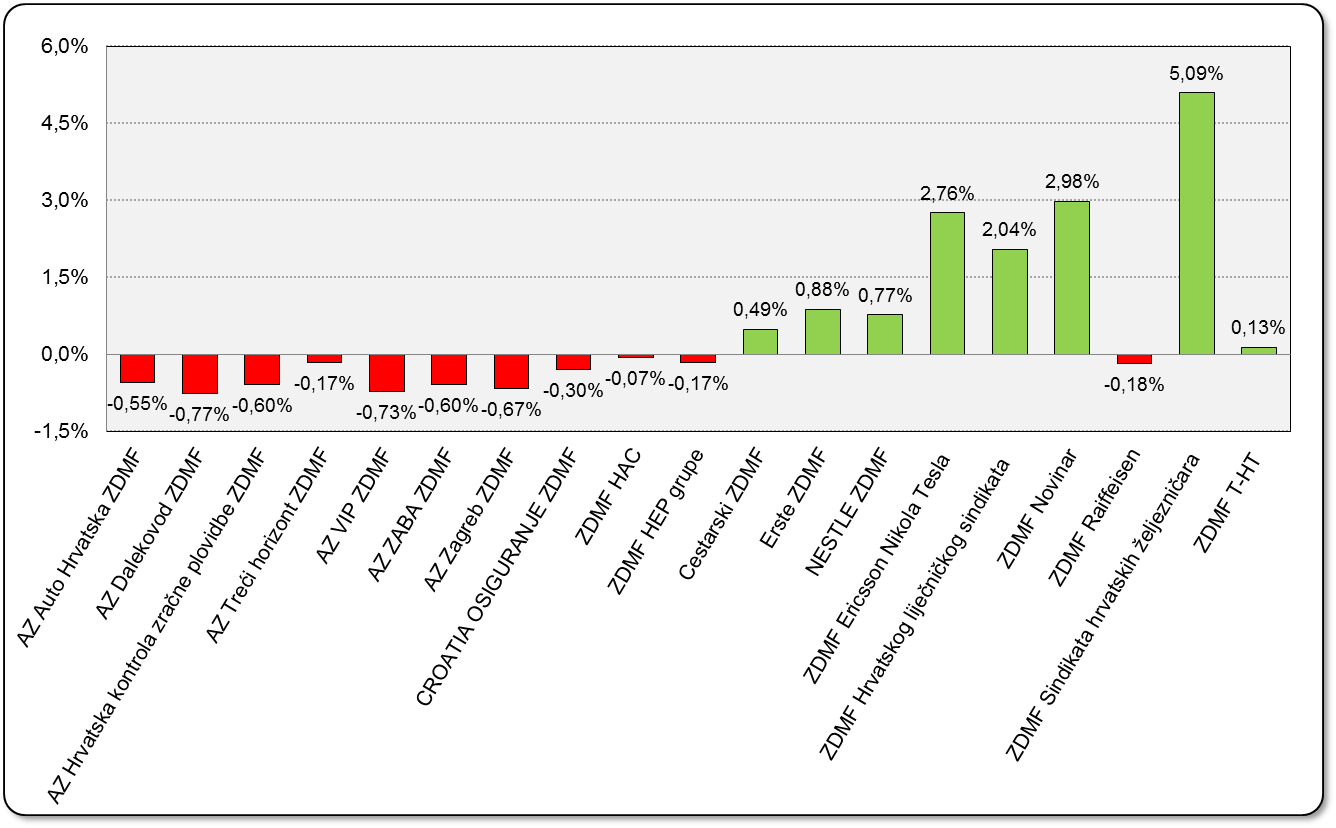 6,0%
4,5%
3,0%
1,5%
0,0%
-1,5%
-0,55%
-0,77%
-0,60%
-0,17%
-0,73%
-0,60%
-0,67%
-0,30%
-0,07%
-0,17%
0,49%
0,88%
0,77%
2,76%
2,04%
2,98%
-0,18%
5,09%
0,13%
AZ Auto Hrvatska ZDMF
AZ Dalekovod ZDMF
AZ Hrvatska kontrola zračne plovidbe ZDMF
AZ Treći horizont ZDMF
AZ VIP ZDMF
AZ ZABA ZDMF
AZ Zagreb ZDMF
CROATIA OSIGURANJE ZDMF
ZDMF HAC
ZDMF HEP grupe
Cestarski ZDMF
Erste ZDMF
NESTLE ZDMF
ZDMF Ericsson Nikola Tesla
ZDMF Hrvatskog liječničkog sindikata
ZDMF Novinar
ZDMF Raiffeisen
ZDMF Sindikata hrvatskih željezničara
ZDMF T-HT